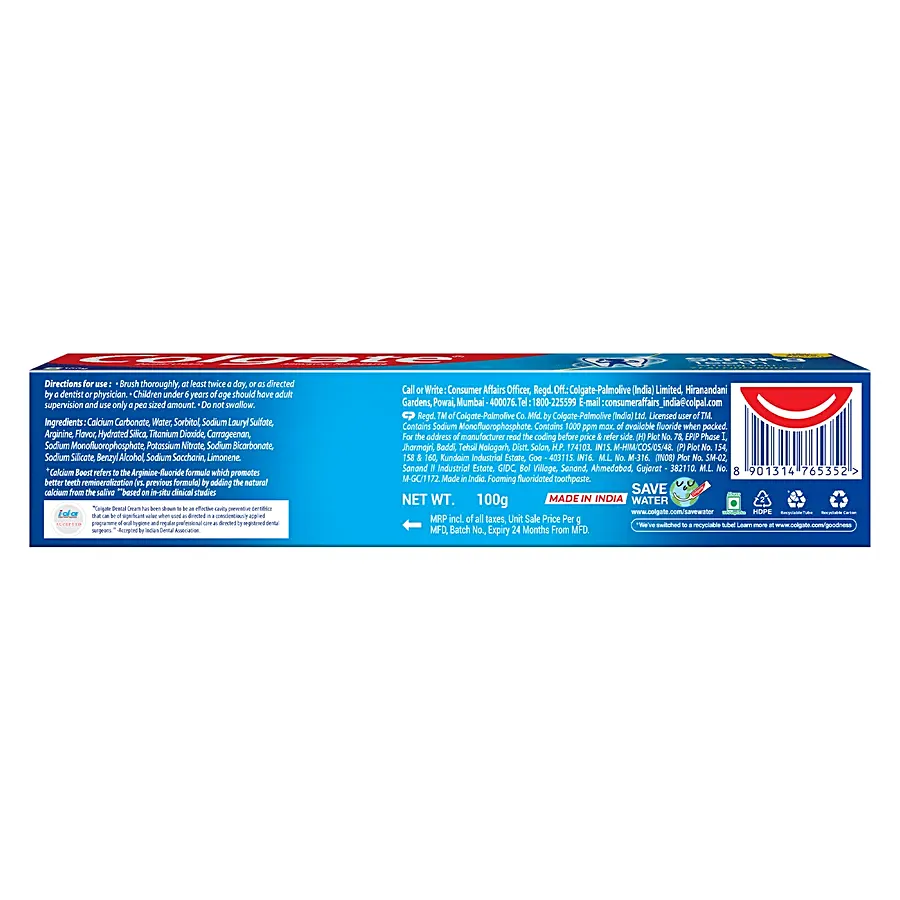 Colgate
Strong
Teeth
100g
Directions for use : • Brush thoroughly, at least twice a day, or as directed
by a dentist or physician. • Children under 6 years of age should have adult
supervision and use only a pea sized amount. • Do not swallow.
Ingredients : Calcium Carbonate, Water, Sorbitol, Sodium Lauryl Sulfate,
Arginine, Flavor, Hydrated Silica, Titanium Dioxide, Carrageenan,
Sodium Monofluorophosphate, Potassium Nitrate, Sodium Bicarbonate,
Sodium Silicate, Benzyl Alcohol, Sodium Saccharin, Limonene.
+Calcium Boost refers to the Arginine-fluoride formula which promotes
better teeth remineralization (vs. previous formula) by adding the natural
calcium from the saliva **based on in-situ clinical studies
ida
ACCEPTED
"Colgate Dental Cream has been shown to be an effective cavity preventive dentifrice
that can be of significant value when used as directed in a conscientiously applied
programme of oral hygiene and regular professional care as directed by registered dental
surgeons." -Accepted by Indian Dental Association.
Call or Write : Consumer Affairs Officer, Regd. Off.: Colgate-Palmolive (India) Limited, Hiranandani
Gardens, Powai, Mumbai - 400076. Tel : 1800-225599 E-mail : consumeraffairs_india@colpal.com
Regd. TM of Colgate-Palmolive Co. Mfd. by Colgate-Palmolive (India) Ltd. Licensed user of TM.
Contains Sodium Monofluorophosphate. Contains 1000 ppm max. of available fluoride when packed.
For the address of manufacturer read the coding before price & refer side. (H) Plot No. 78, EPIP Phase I,
Jharmajri, Baddi, Tehsil Nalagarh, Distt. Solan, H.P. 174103. IN15. M-HIM/COS/05/48. (P) Plot No. 154,
158 & 160, Kundaim Industrial Estate, Goa - 403115. IN16. M.L. No. M-316. (N08) Plot No. SM-02,
Sanand II Industrial Estate, GIDC, Bol Village, Sanand, Ahmedabad, Gujarat - 382110. M.L. No.
M-GC/1172. Made in India. Foaming fluoridated toothpaste.
NET WT. 100g
MADE IN INDIA
MRP incl. of all taxes, Unit Sale Price Per g
MFD, Batch No., Expiry 24 Months From MFD.
SAVE
WATER
www.colgate.com/savewater
HDPE
Recyclable Tube
Recyclable Carton
*We've switched to a recyclable tube! Learn more at www.colgate.com/goodness
8 901314 765352 >